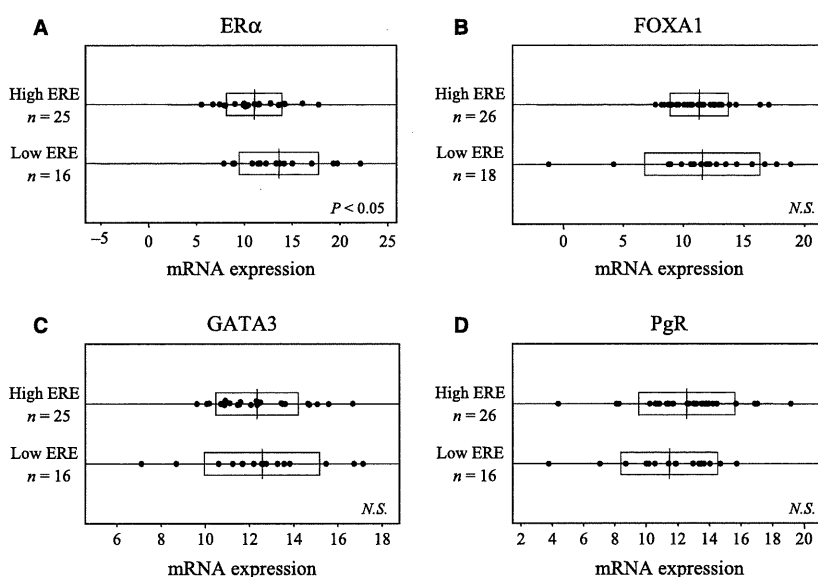 A
ERα
High ERE
n = 25
Low ERE
n = 16
P < 0.05
−5 0 5 10 15 20 25
mRNA expression
B
FOXA1
High ERE
n = 26
Low ERE
n = 18
N.S.
0 5 10 15 20
mRNA expression
C
GATA3
High ERE
n = 25
Low ERE
n = 16
N.S.
6 8 10 12 14 16 18
mRNA expression
D
PgR
High ERE
n = 26
Low ERE
n = 16
N.S.
2 4 6 8 10 12 14 16 18 20
mRNA expression